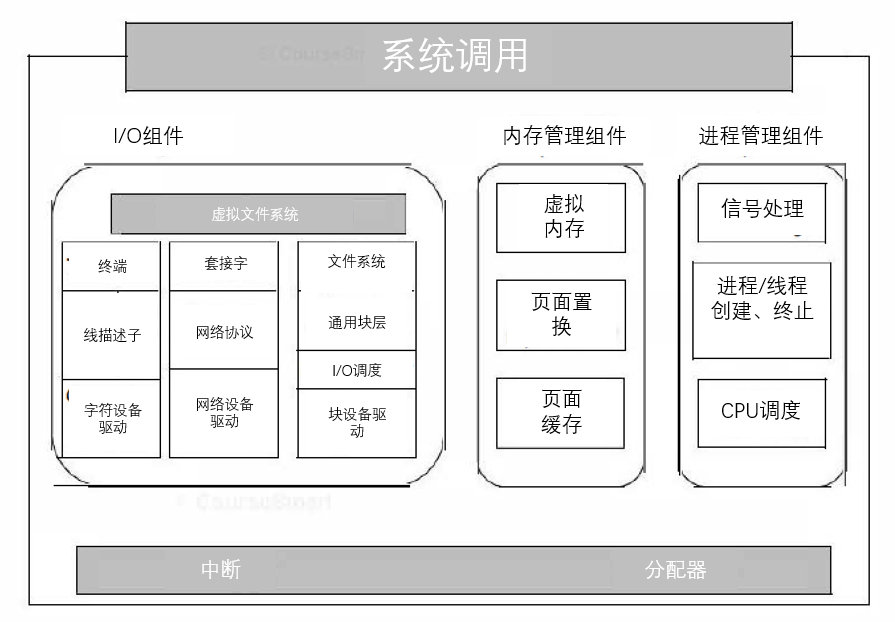 系统调用
I/O组件
内存管理组件
进程管理组件
虚拟文件系统
终端
线描述子
字符设备
驱动
套接字
网络协议
网络设备
驱动
文件系统
通用块层
I/O调度
块设备驱
动
虚拟
内存
页面置
换
页面
缓存
信号处理
进程/线程
创建、终止
CPU调度
中断
分配器
CourseSmart